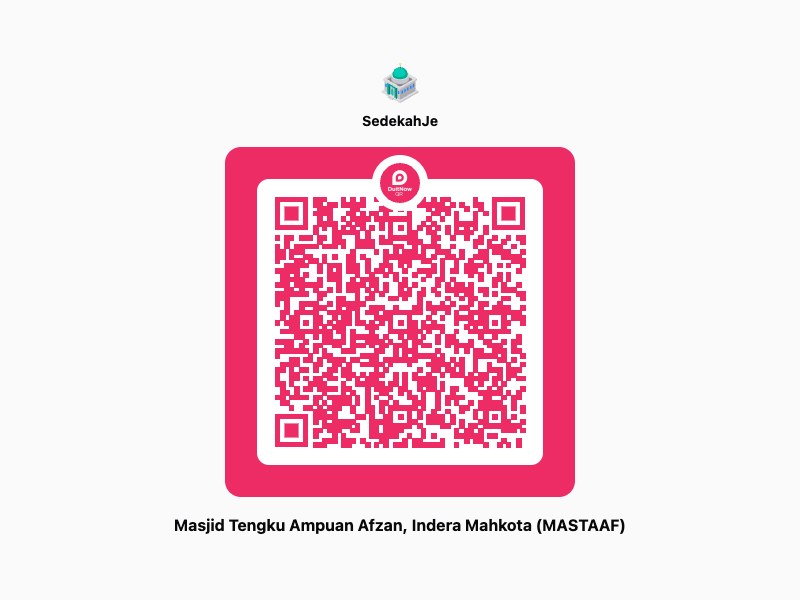 SedekahJe
DuitNow
QR
Masjid Tengku Ampuan Afzan, Indera Mahkota (MASTAAF)